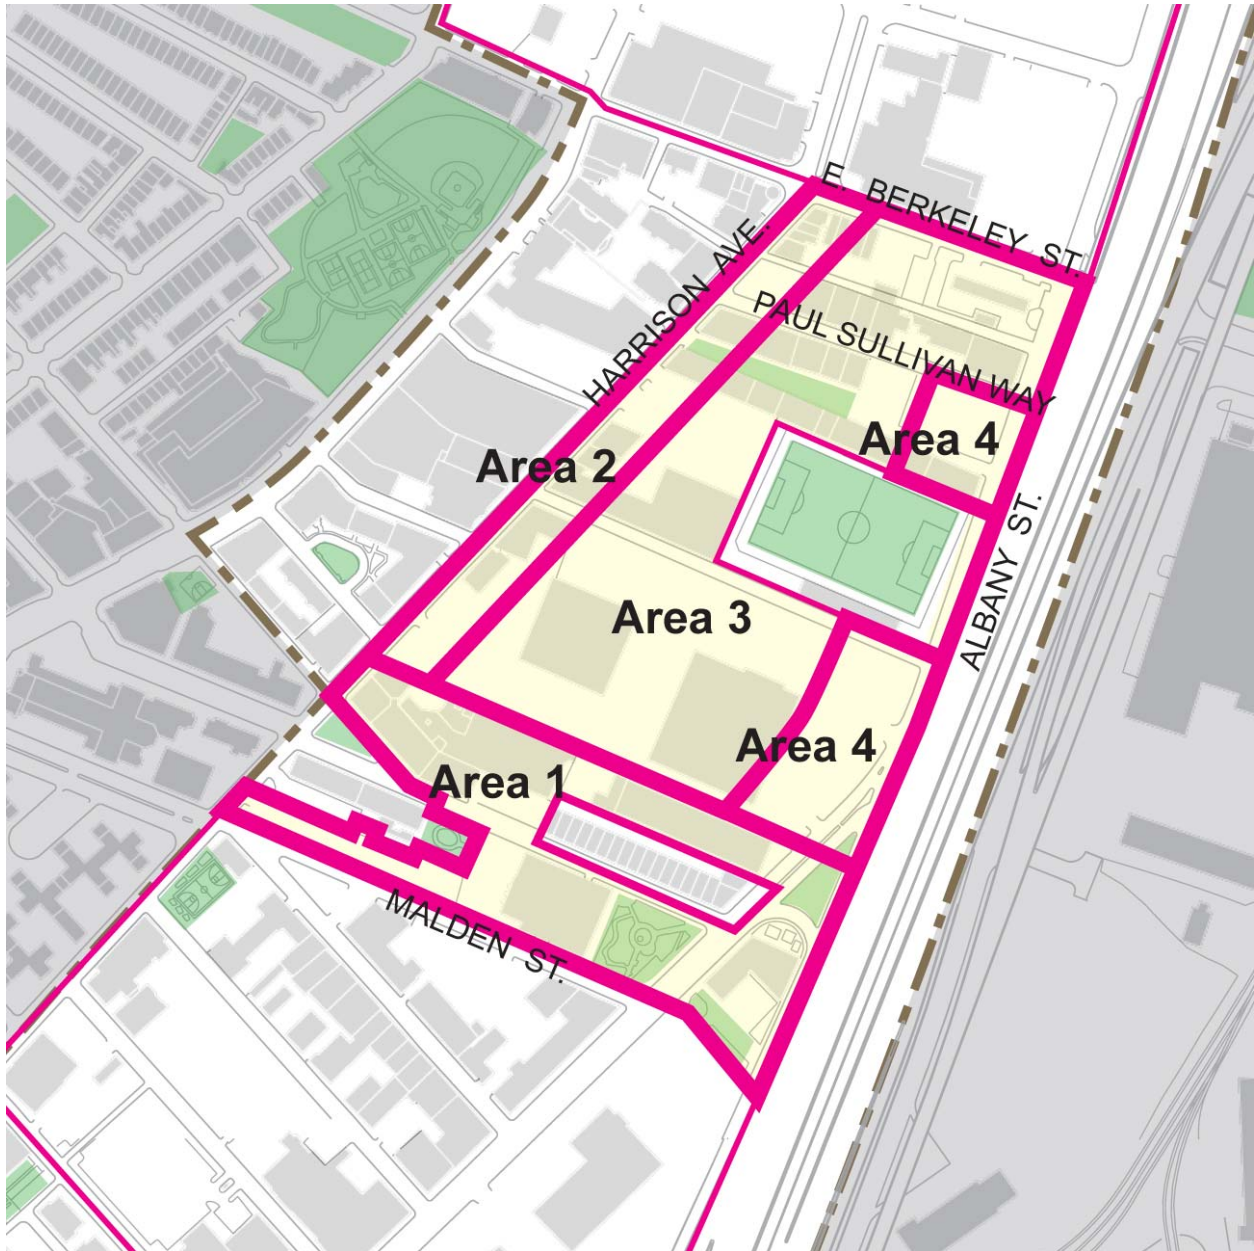 E. BERKELEY ST.
HARRISON AVE.
PAUL SULLIVAN WAY
Area 4
Area 2
ALBANY ST.
Area 3
Area 4
Area 1
MALDEN ST.